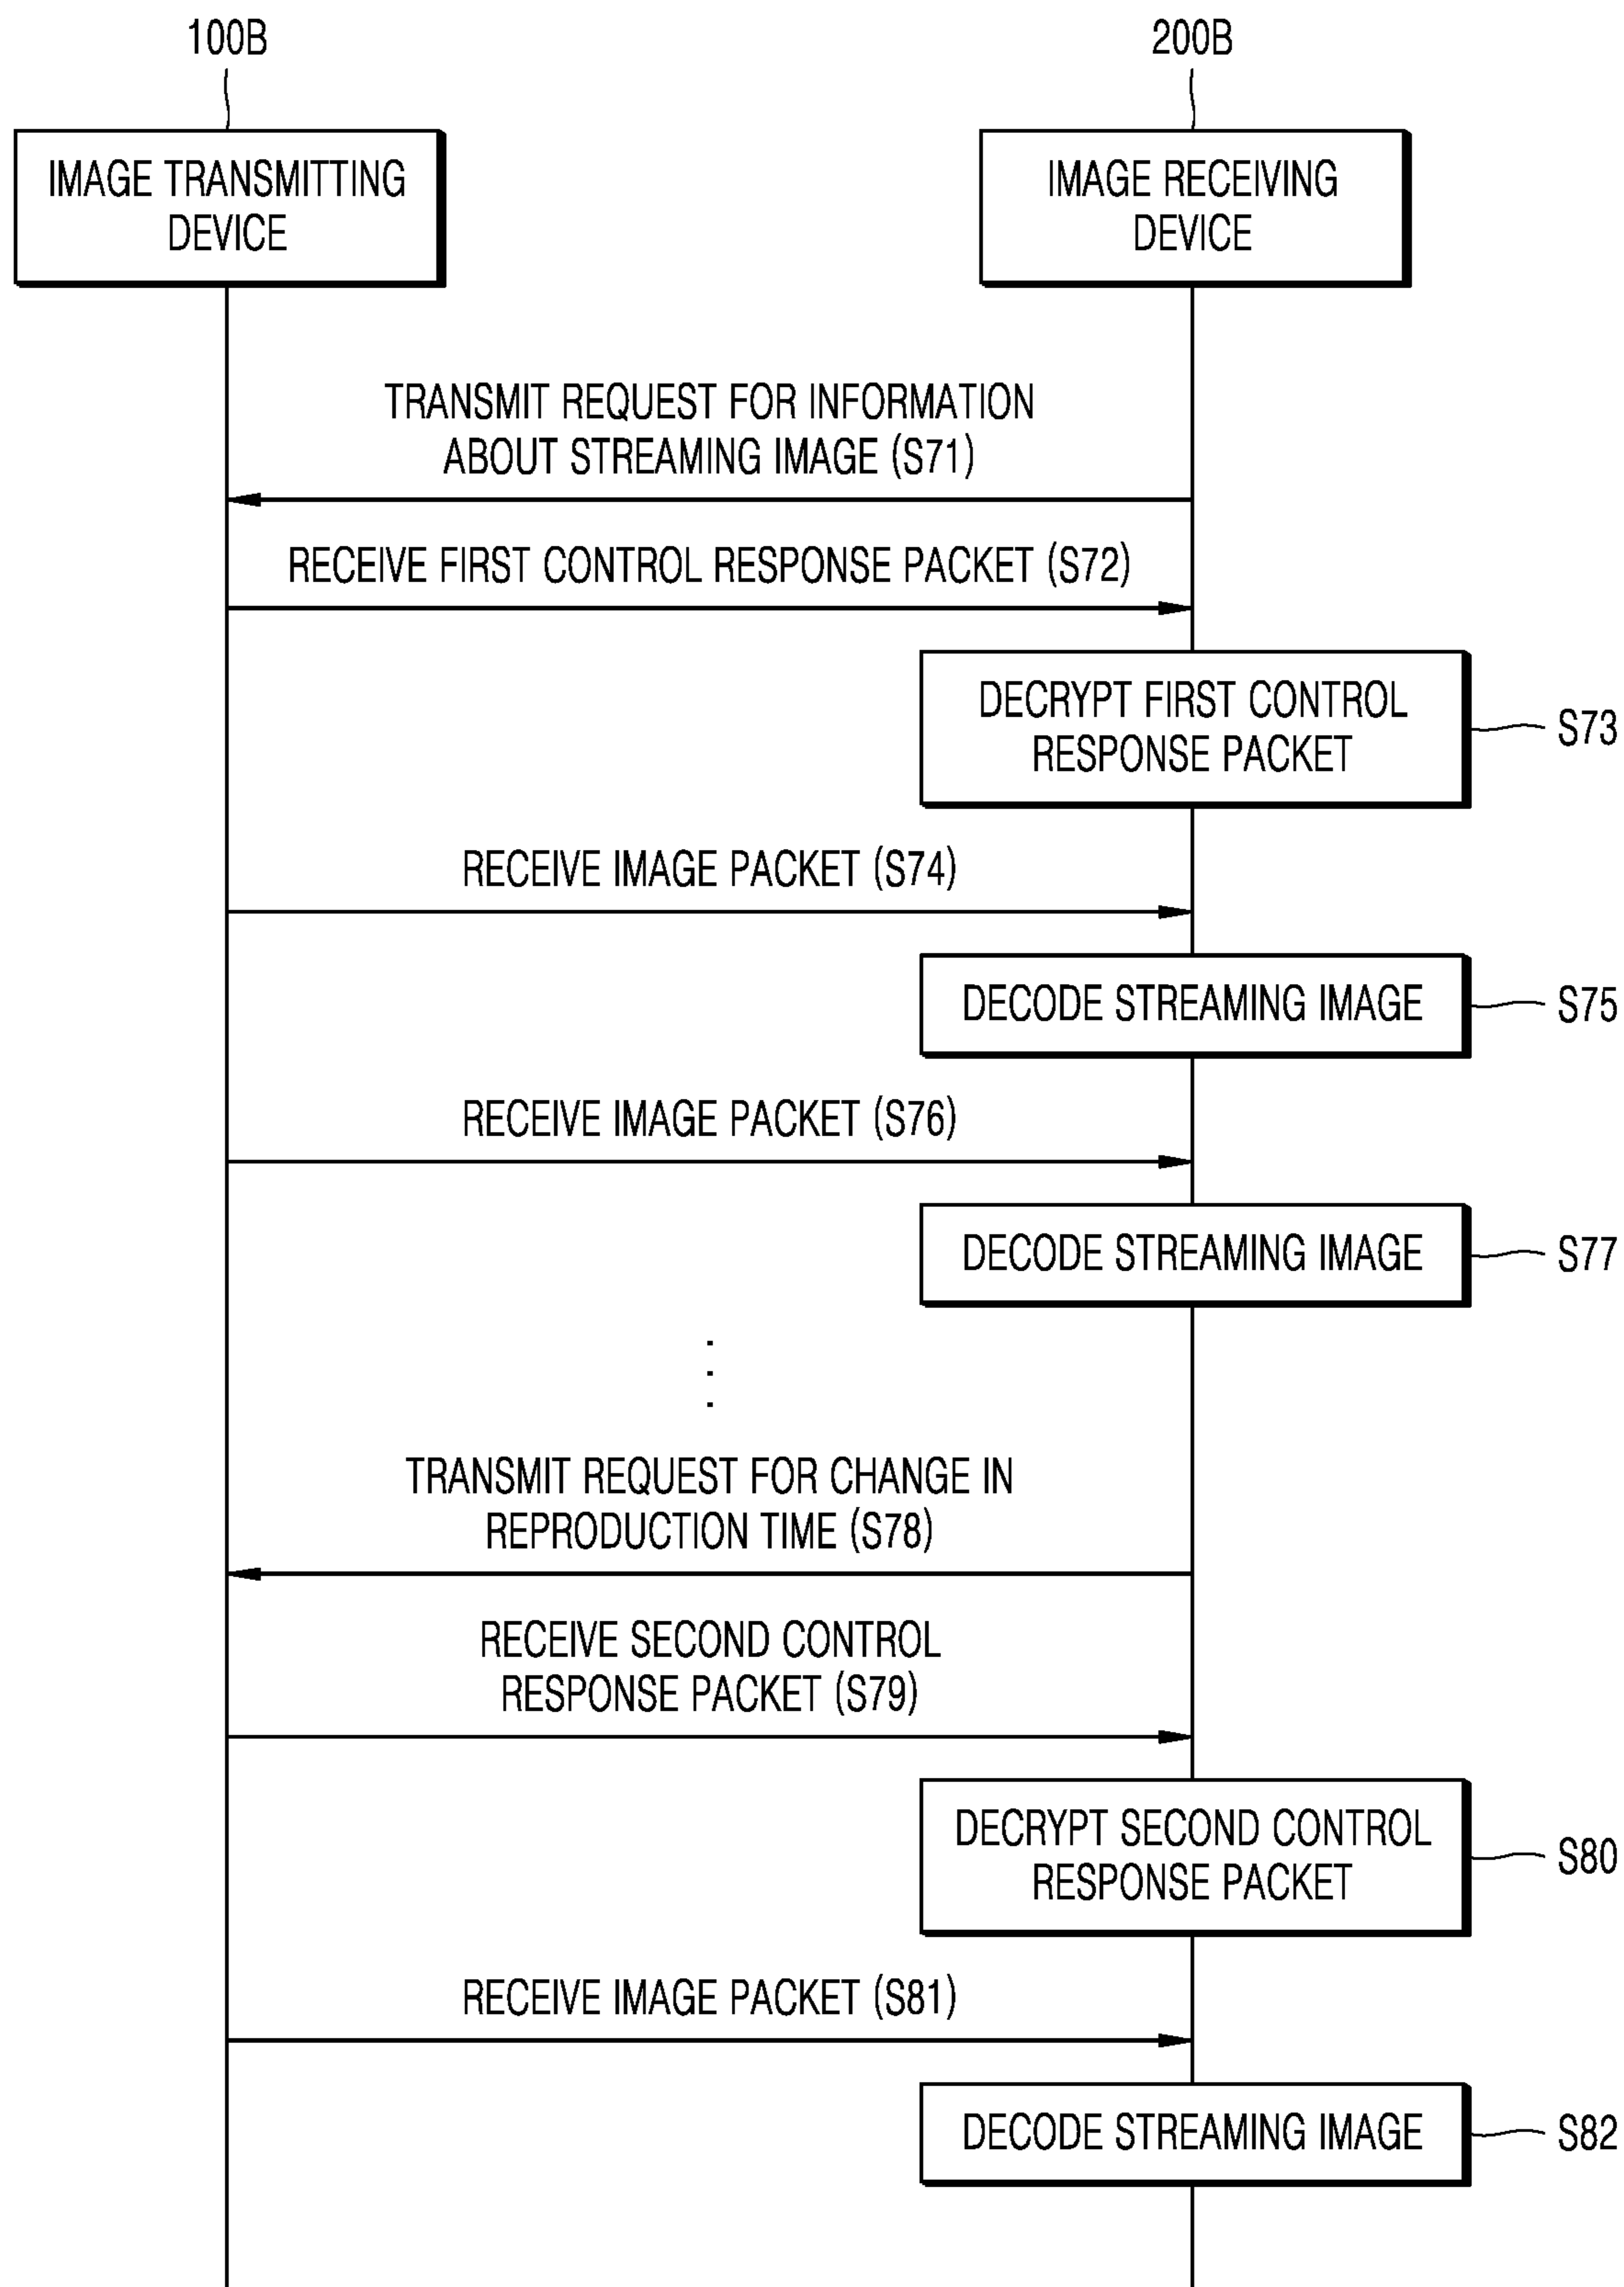 100B
200B
IMAGE TRANSMITTING
DEVICE
IMAGE RECEIVING
DEVICE
TRANSMIT REQUEST FOR INFORMATION
ABOUT STREAMING IMAGE (S71)
RECEIVE FIRST CONTROL RESPONSE PACKET (S72)
DECRYPT FIRST CONTROL
RESPONSE PACKET
S73
RECEIVE IMAGE PACKET (S74)
DECODE STREAMING IMAGE
S75
RECEIVE IMAGE PACKET (S76)
DECODE STREAMING IMAGE
S77
TRANSMIT REQUEST FOR CHANGE IN
REPRODUCTION TIME (S78)
RECEIVE SECOND CONTROL
RESPONSE PACKET (S79)
DECRYPT SECOND CONTROL
RESPONSE PACKET
S80
RECEIVE IMAGE PACKET (S81)
DECODE STREAMING IMAGE
S82